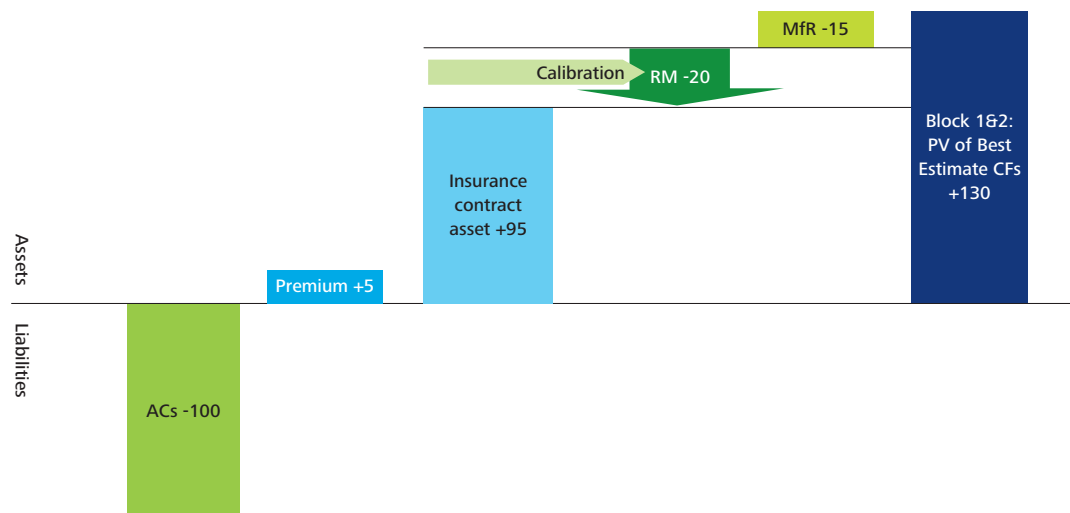 MfR -15
Calibration
RM -20
Block 1&2:
PV of Best
Estimate CFs
+130
Insurance
contract
asset +95
Assets
Premium +5
Liabilities
ACs -100